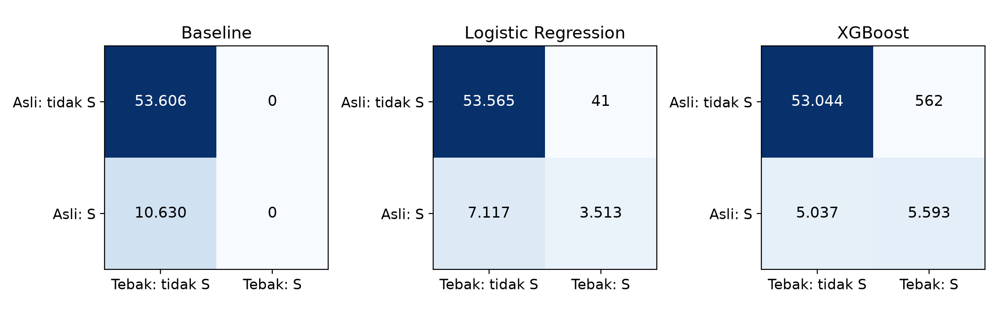 Baseline
Logistic Regression
XGBoost
Asli: tidak S
53.606
0
Asli: tidak S
53.565
41
Asli: tidak S
53.044
562
Asli: S
10.630
0
Asli: S
7.117
3.513
Asli: S
5.037
5.593
Tebak: tidak S
Tebak: S
Tebak: tidak S
Tebak: S
Tebak: tidak S
Tebak: S